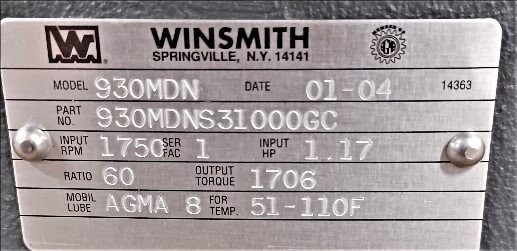 W WINSMITH
SPRINGVILLE, N.Y. 14141
MODEL 930MDN DATE 01-04 14363
PART NO. 930MDNS31000GC
INPUT RPM 1750 SER FAC 1 INPUT HP 1.17
RATIO 60 OUTPUT TORQUE 1706
MOBIL LUBE AGMA 8 FOR TEMP. 51-110F